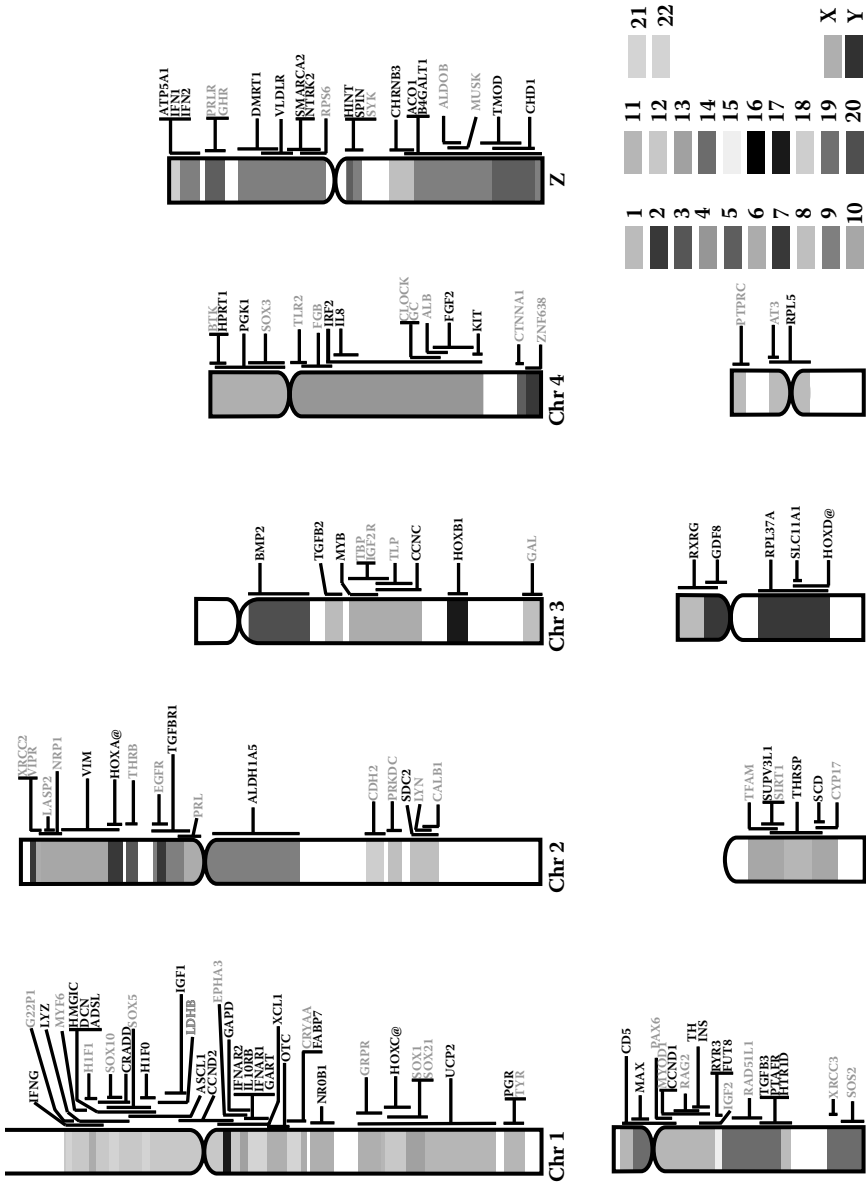 IFNG
G22P1
LYZ
MYF6
HMGIC
DCN
ADSL
H1F1
SOX10
CRADD
SOX5
H1F0
IGF1
LDHB
ASCL1
CCND2
EPHA3
GAPD
IFNAR2
IL10RB
IFNAR1
GART
XCL1
OTC
CRYAA
FABP7
NR0B1
GRPR
HOXC@
SOX1
SOX21
UCP2
PGR
TYR
Chr 1
XRCC2
VIPR
LASP2
NRP1
VIM
HOXA@
THRB
EGFR
TGFBR1
PRL
ALDH1A5
CDH2
PRKDC
SDC2
LYN
CALB1
Chr 2
BMP2
TGFB2
MYB
TBP
IGF2R
TLP
CCNC
HOXB1
GAL
Chr 3
BTK
HPRT1
PGK1
SOX3
TLR2
FGB
IRF2
IL8
CLOCK
GC
ALB
FGF2
KIT
CTNNA1
ZNF638
Chr 4
ATP5A1
IFN1
IFN2
PRLR
GHR
DMRT1
VLDLR
SMARCA2
NTRK2
RPS6
HINT
SPIN
SYK
CHRNB3
ACO1
B4GALT1
ALDOB
MUSK
TMOD
CHD1
Z
CD5
MAX
PAX6
MYOD1
CCND1
RAG2
TH
INS
RYR3
FUT8
IGF2
RAD51L1
TGFB3
PTAFR
HTR1D
XRCC3
SOS2
TFAM
SUPV3L1
SIRT1
THRSP
SCD
CYP17
RXRG
GDF8
RPL37A
SLC11A1
HOXD@
PTPRC
AT3
RPL5
1
2
3
4
5
6
7
8
9
10
11
12
13
14
15
16
17
18
19
20
21
22
X
Y